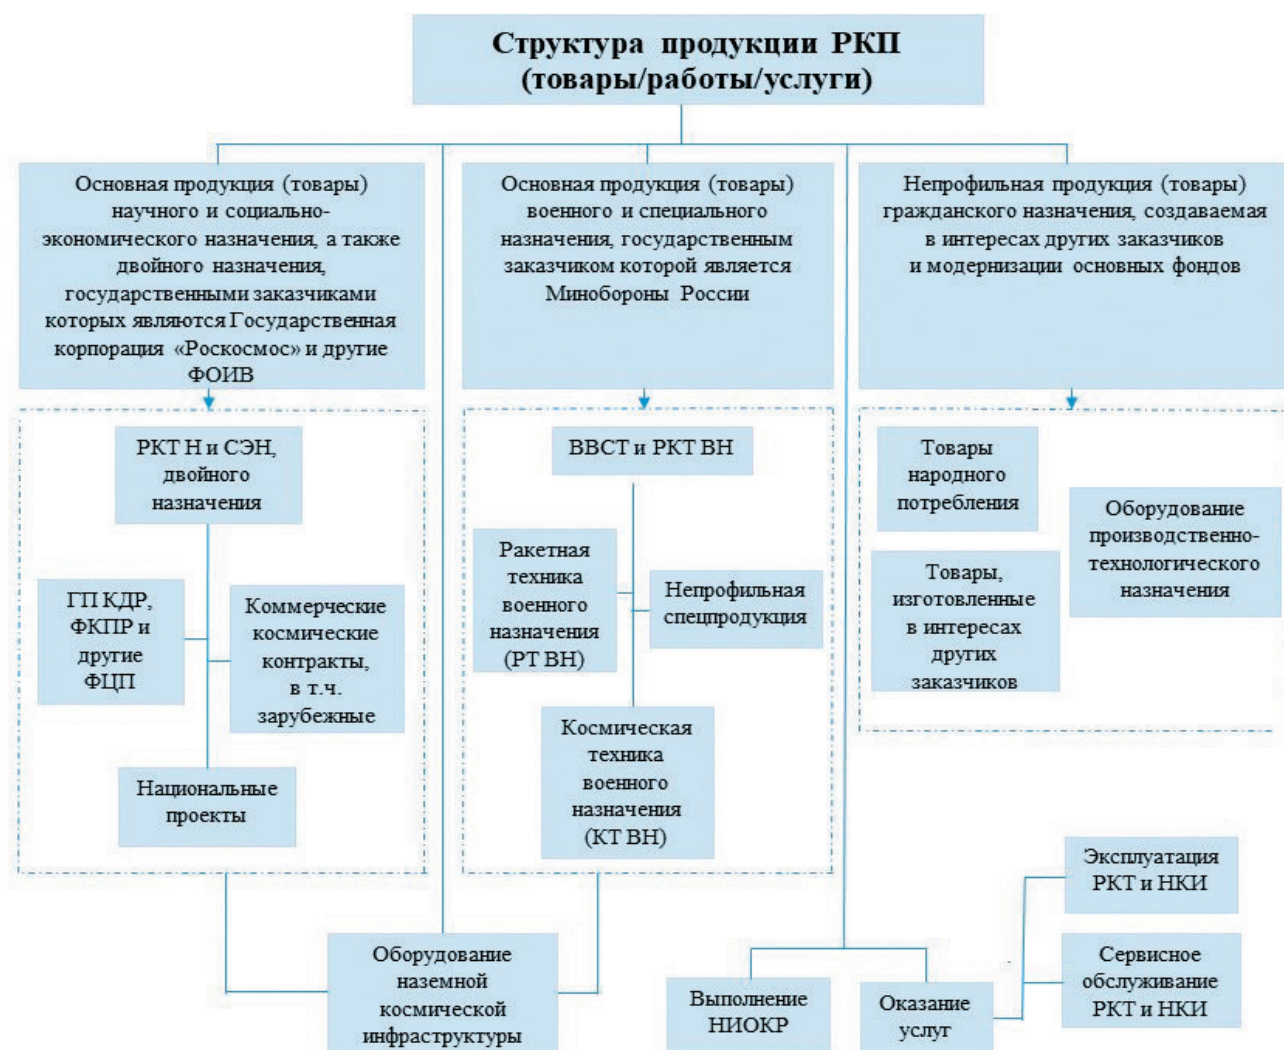 Структура продукции РКП
(товары/работы/услуги)
Основная продукция (товары)
научного и социально-
экономического назначения, а также
двойного назначения,
государственными заказчиками
которых являются Государственная
корпорация «Роскосмос» и другие
ФОИВ
Основная продукция (товары)
военного и специального
назначения, государственным
заказчиком которой является
Минобороны России
Непрофильная продукция (товары)
гражданского назначения, создаваемая
в интересах других заказчиков
и модернизации основных фондов
РКТ Н и СЭН,
двойного
назначения
ГП КДР,
ФКПР и
другие
ФЦП
Коммерческие
космические
контракты,
в т.ч.
зарубежные
Национальные
проекты
ВВСТ и РКТ ВН
Ракетная
техника
военного
назначения
(РТ ВН)
Непрофильная
спецпродукция
Космическая
техника
военного
назначения
(КТ ВН)
Товары
народного
потребления
Оборудование
производственно-
технологического
назначения
Товары,
изготовленные
в интересах
других
заказчиков
Оборудование
наземной
космической
инфраструктуры
Выполнение
НИОКР
Оказание
услуг
Эксплуатация
РКТ и НКИ
Сервисное
обслуживание
РКТ и НКИ